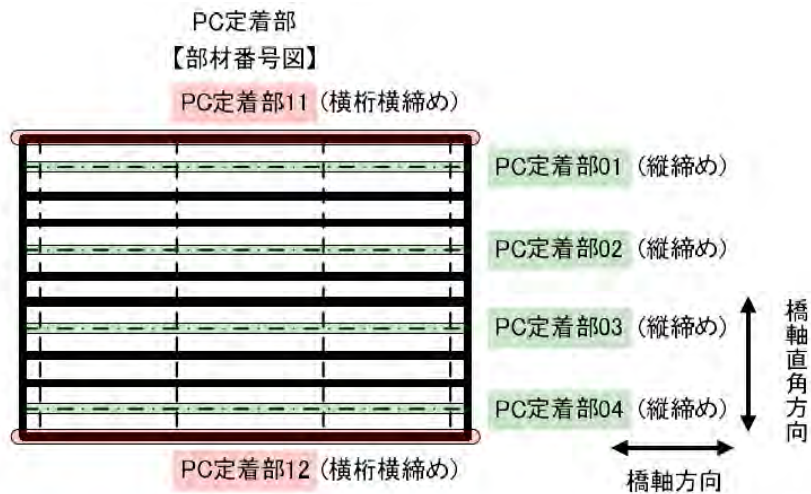 PC定着部
【部材番号図】
PC定着部11 (横桁横締め)
PC定着部01 (縦締め)
PC定着部02 (縦締め)
PC定着部03 (縦締め)
PC定着部04 (縦締め)
橋軸直角方向
橋軸方向
PC定着部12 (横桁横締め)